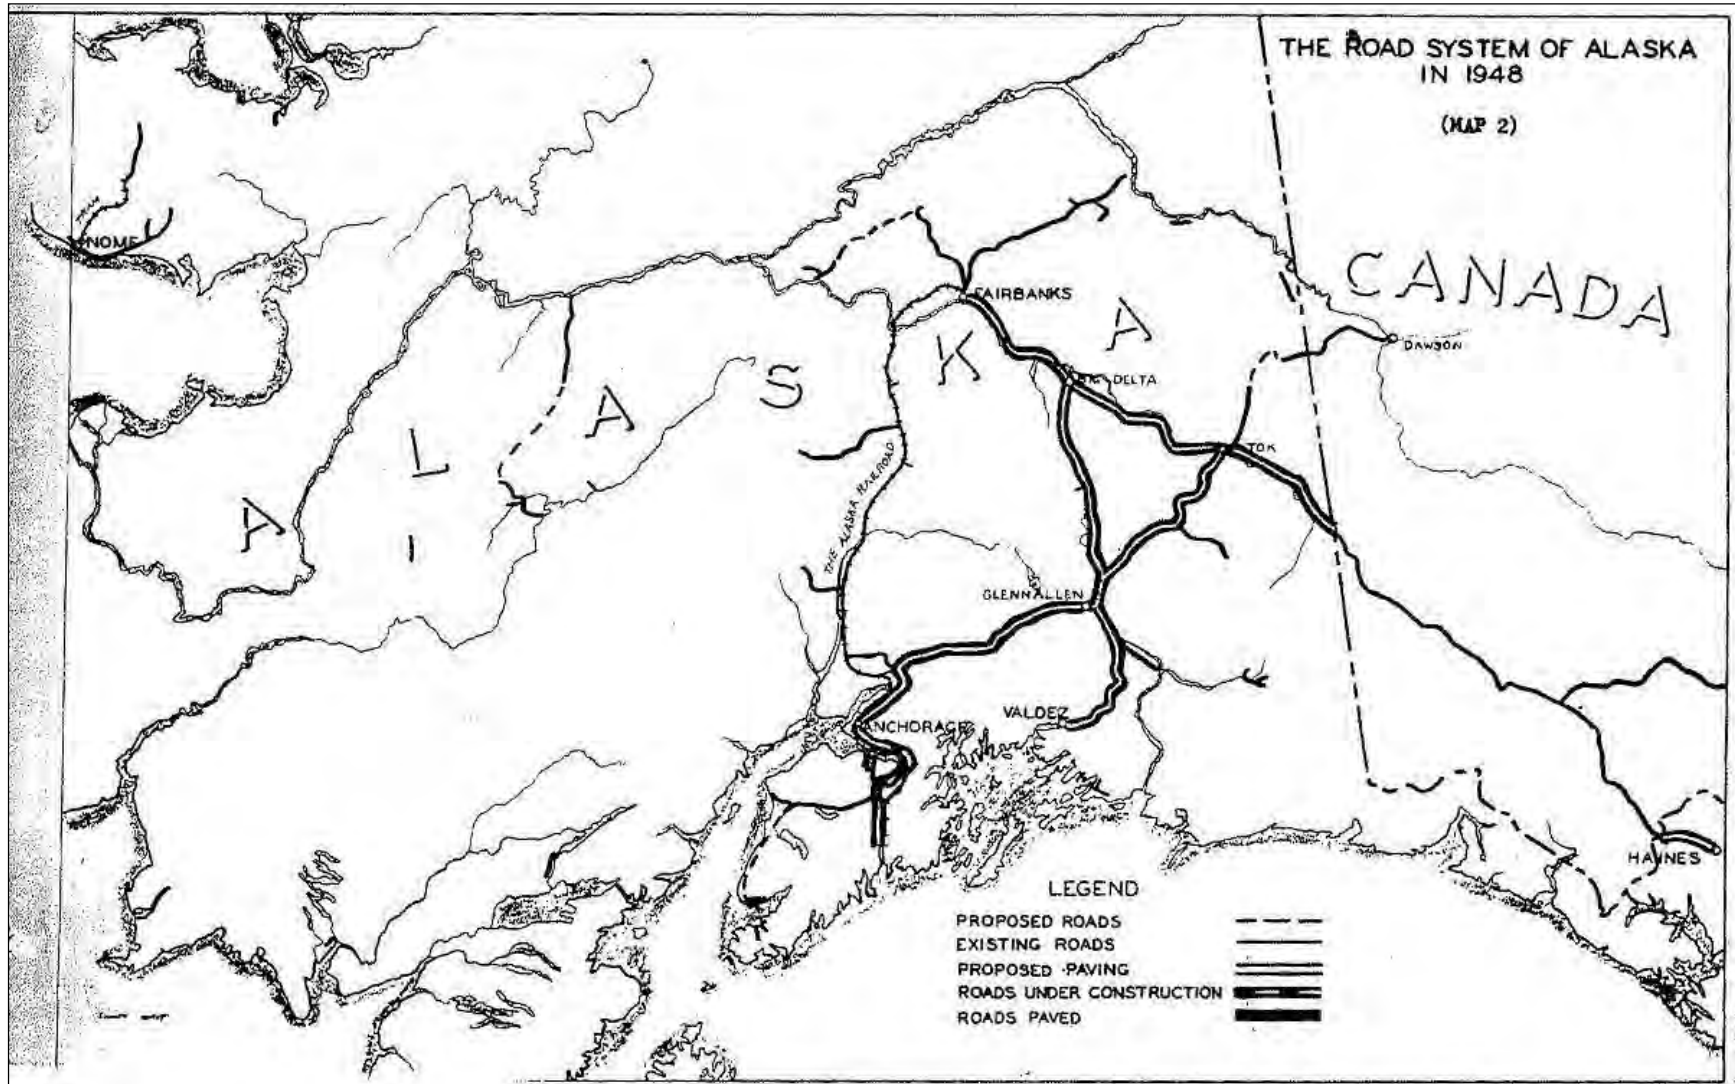 THE ROAD SYSTEM OF ALASKA
IN 1948
(MAP 2)
NOME
CANADA
FAIRBANKS
DAWSON
BIG DELTA
ALASKA
TOK
THE ALASKA RAILROAD
GLENNALLEN
VALDEZ
ANCHORAGE
HAINES
LEGEND
PROPOSED ROADS
EXISTING ROADS
PROPOSED PAVING
ROADS UNDER CONSTRUCTION
ROADS PAVED